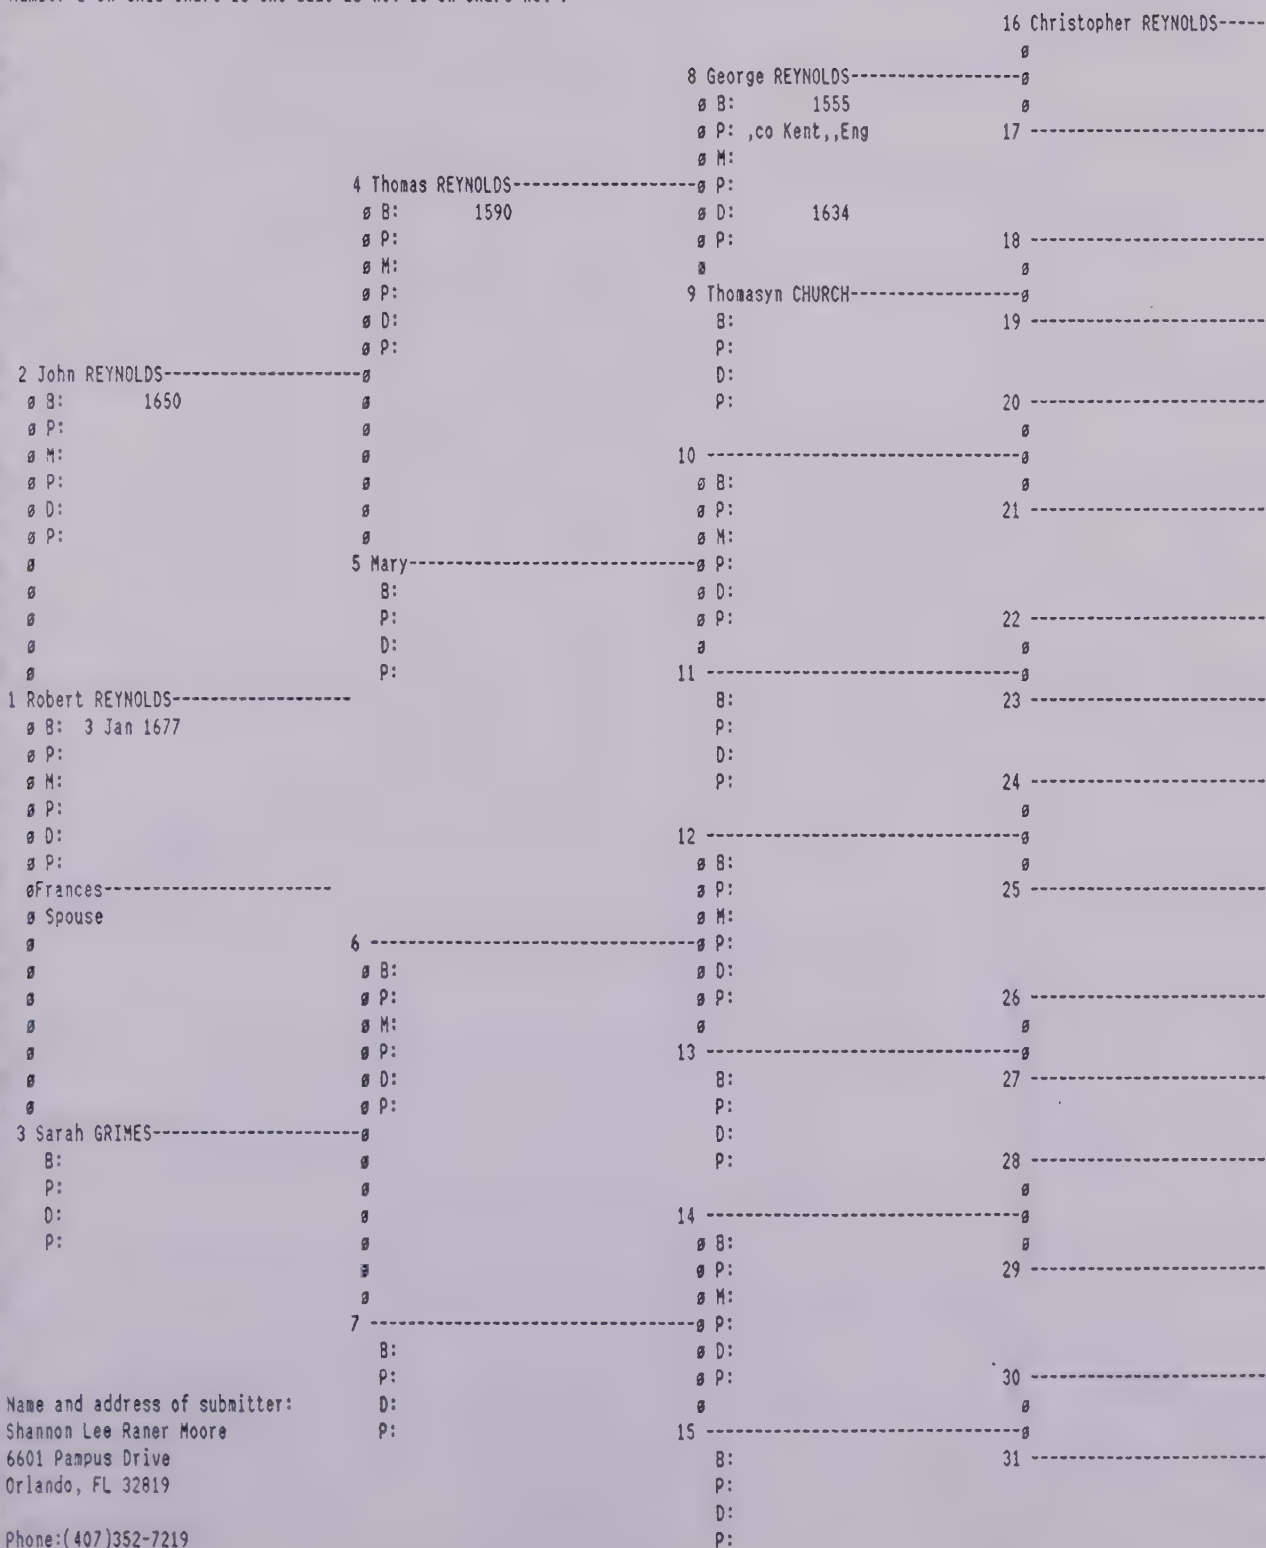 16 Christopher REYNOLDS
8 George REYNOLDS
B: 1555
P: ,co Kent,,Eng
M:
P:
D: 1634
P:
17
4 Thomas REYNOLDS
B: 1590
P:
M:
P:
D:
P:
18
9 Thomasyn CHURCH
B:
P:
D:
P:
19
2 John REYNOLDS
B: 1650
P:
M:
P:
D:
P:
20
10
B:
P:
M:
P:
D:
P:
21
5 Mary
B:
P:
D:
P:
22
11
B:
P:
D:
P:
23
1 Robert REYNOLDS
B: 3 Jan 1677
P:
M:
P:
D:
P:
Frances
Spouse
24
12
B:
P:
M:
P:
D:
P:
25
6
B:
P:
M:
P:
D:
P:
26
13
B:
P:
D:
P:
27
3 Sarah GRIMES
B:
P:
D:
P:
28
14
B:
P:
M:
P:
D:
P:
29
7
B:
P:
D:
P:
30
15
B:
P:
D:
P:
31
Name and address of submitter:
Shannon Lee Raner Moore
6601 Pampus Drive
Orlando, FL 32819
Phone:(407)352-7219